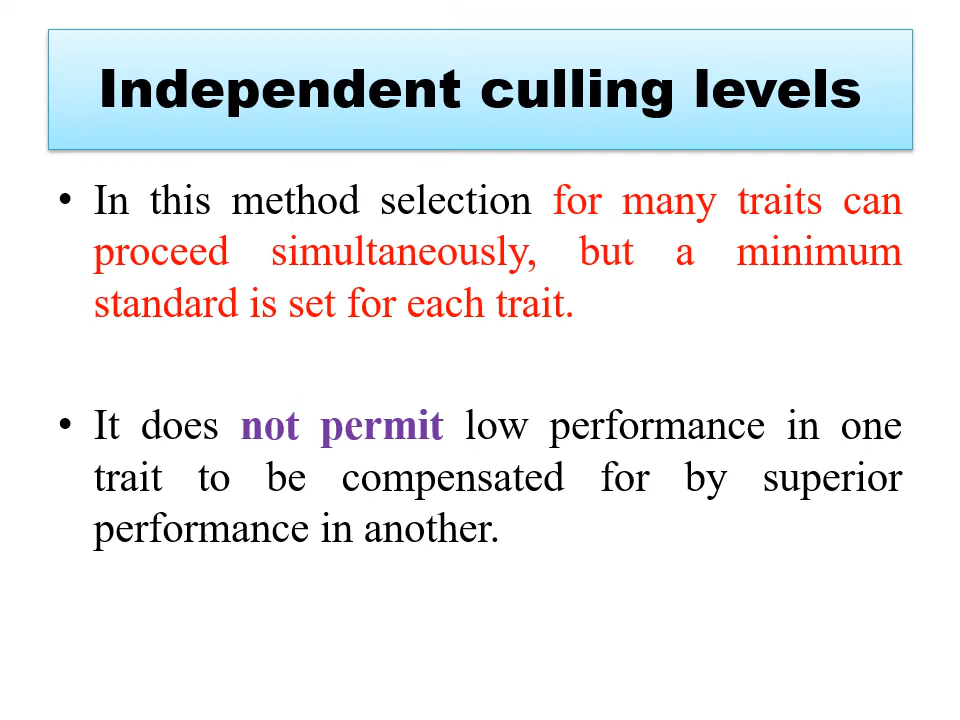 Independent culling levels
• In this method selection for many traits can
proceed simultaneously, but a minimum
standard is set for each trait.
• It does not permit low performance in one
trait to be compensated for by superior
performance in another.